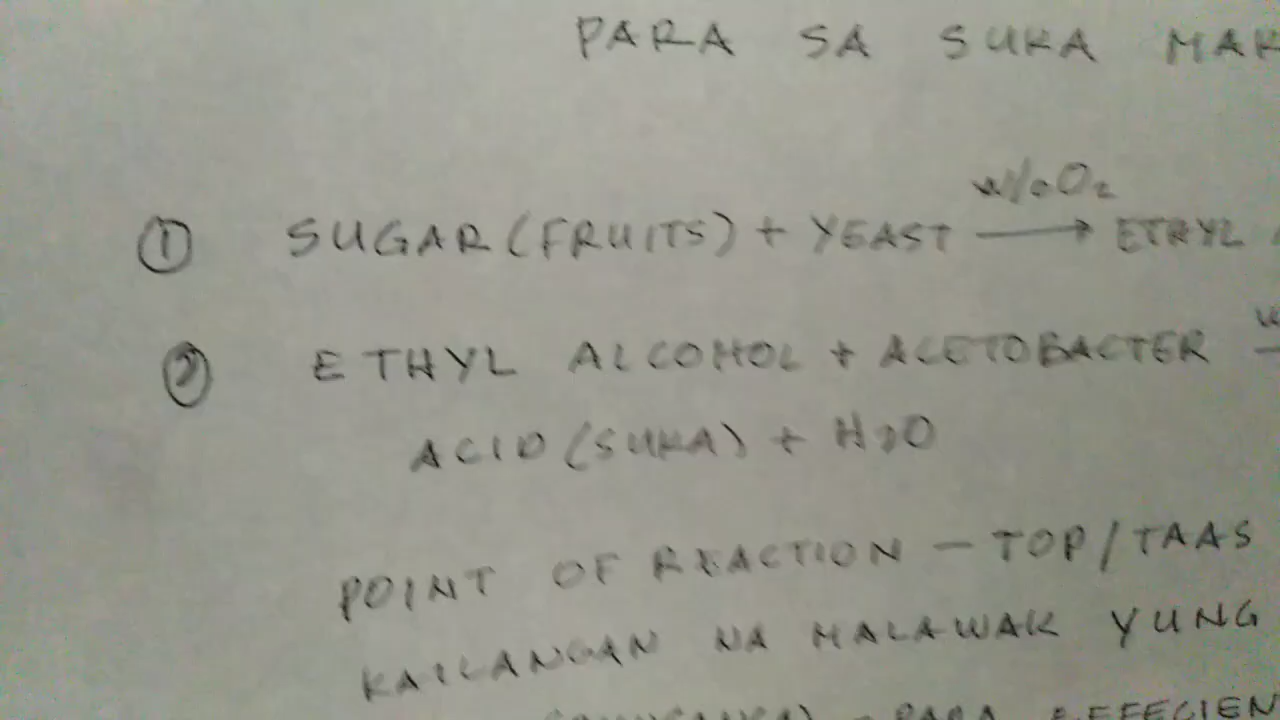 PARA SA SUKA
w/o O₂
① SUGAR (FRUITS) + YEAST → ETHYL
② ETHYL ALCOHOL + ACETOBACTER
ACID (SUKA) + H2O
POINT OF REACTION - TOP/TAAS
KAILANGAN NA MALAWAK YUNG
PARA